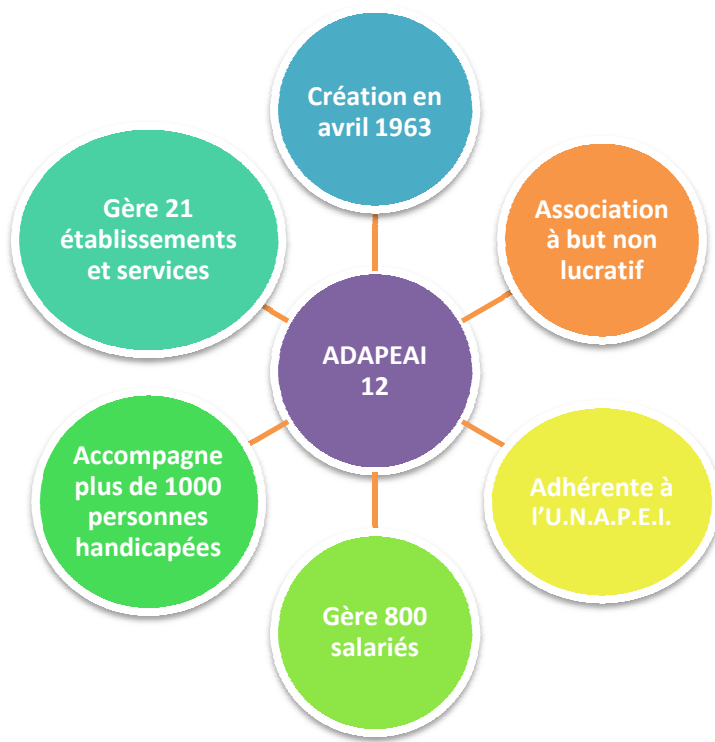 Création en
avril 1963
Association
à but non
lucratif
Adhérente à
l'U.N.A.P.E.I.
Gère 800
salariés
Accompagne
plus de 1000
personnes
handicapées
Gère 21
établissements
et services
ADAPEAI
12